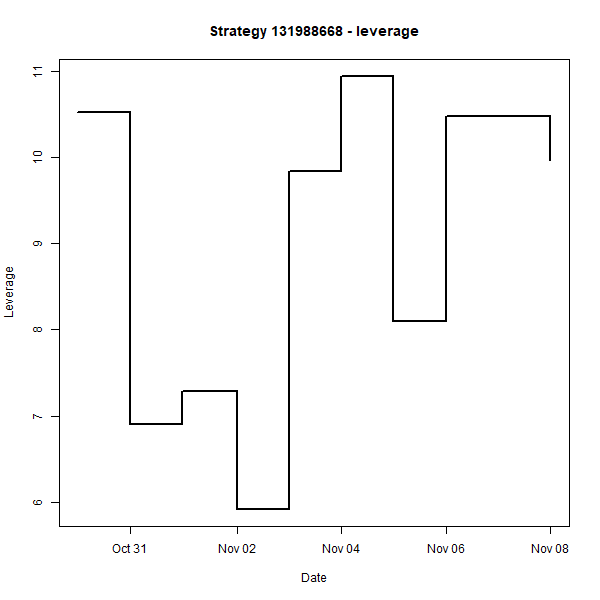 Strategy 131988668 - leverage
11
10
9
8
7
6
Leverage
Oct 31
Nov 02
Nov 04
Nov 06
Nov 08
Date